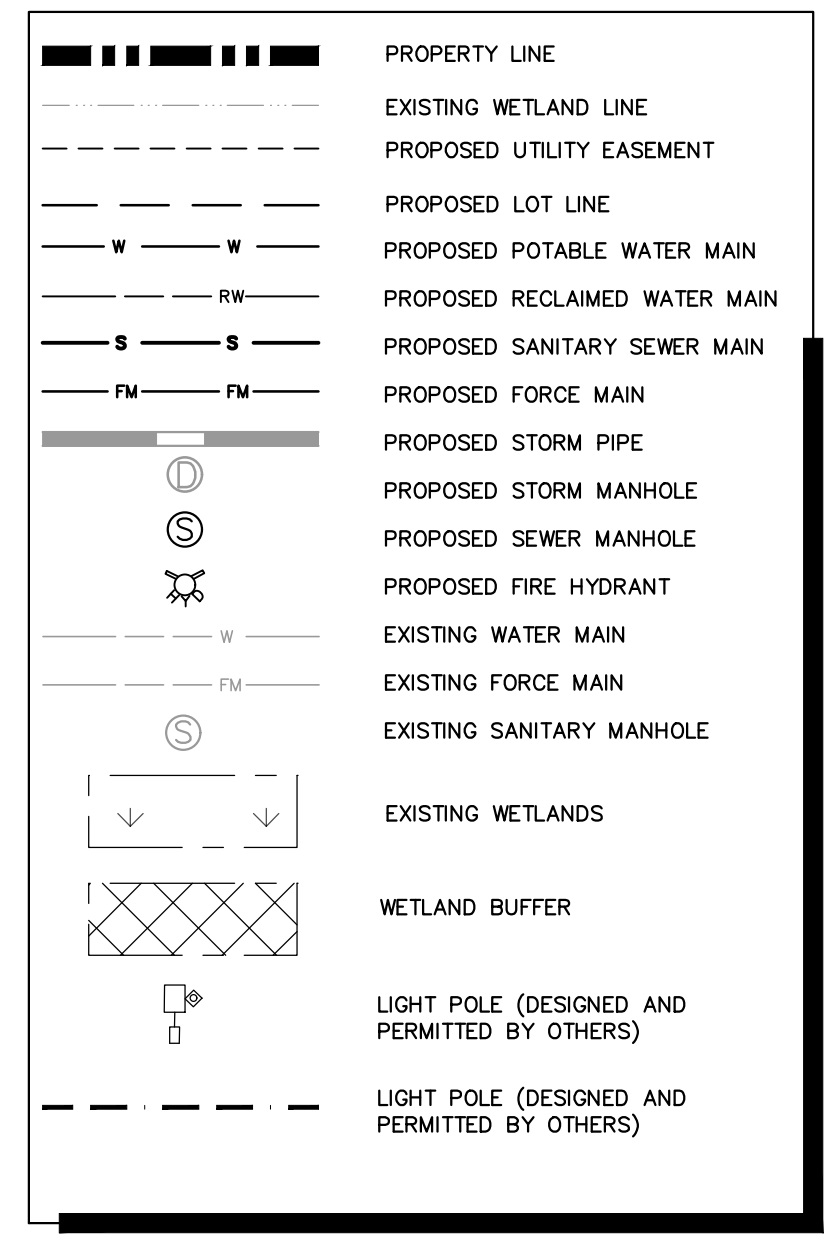 PROPERTY LINE
EXISTING WETLAND LINE
PROPOSED UTILITY EASEMENT
PROPOSED LOT LINE
W W PROPOSED POTABLE WATER MAIN
RW PROPOSED RECLAIMED WATER MAIN
S S PROPOSED SANITARY SEWER MAIN
FM FM PROPOSED FORCE MAIN
PROPOSED STORM PIPE
D PROPOSED STORM MANHOLE
S PROPOSED SEWER MANHOLE
PROPOSED FIRE HYDRANT
W EXISTING WATER MAIN
FM EXISTING FORCE MAIN
S EXISTING SANITARY MANHOLE
EXISTING WETLANDS
WETLAND BUFFER
LIGHT POLE (DESIGNED AND
PERMITTED BY OTHERS)
LIGHT POLE (DESIGNED AND
PERMITTED BY OTHERS)